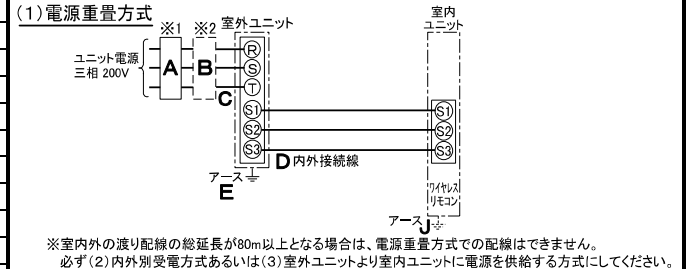 (1)電源重畳方式
※1 ※2 室外ユニット
室内
ユニット
ユニット電源
三相 200V
A B
R
S
T
C
S1 S1
S2 S2
S3 S3
D 内外接続線
アース
E
ワイヤレス
リモコン
アース J
※室内外の渡り配線の総延長が80m以上となる場合は、電源重畳方式での配線はできません。
必ず(2)内外別受電方式あるいは(3)室外ユニットより室内ユニットに電源を供給する方式にしてください。